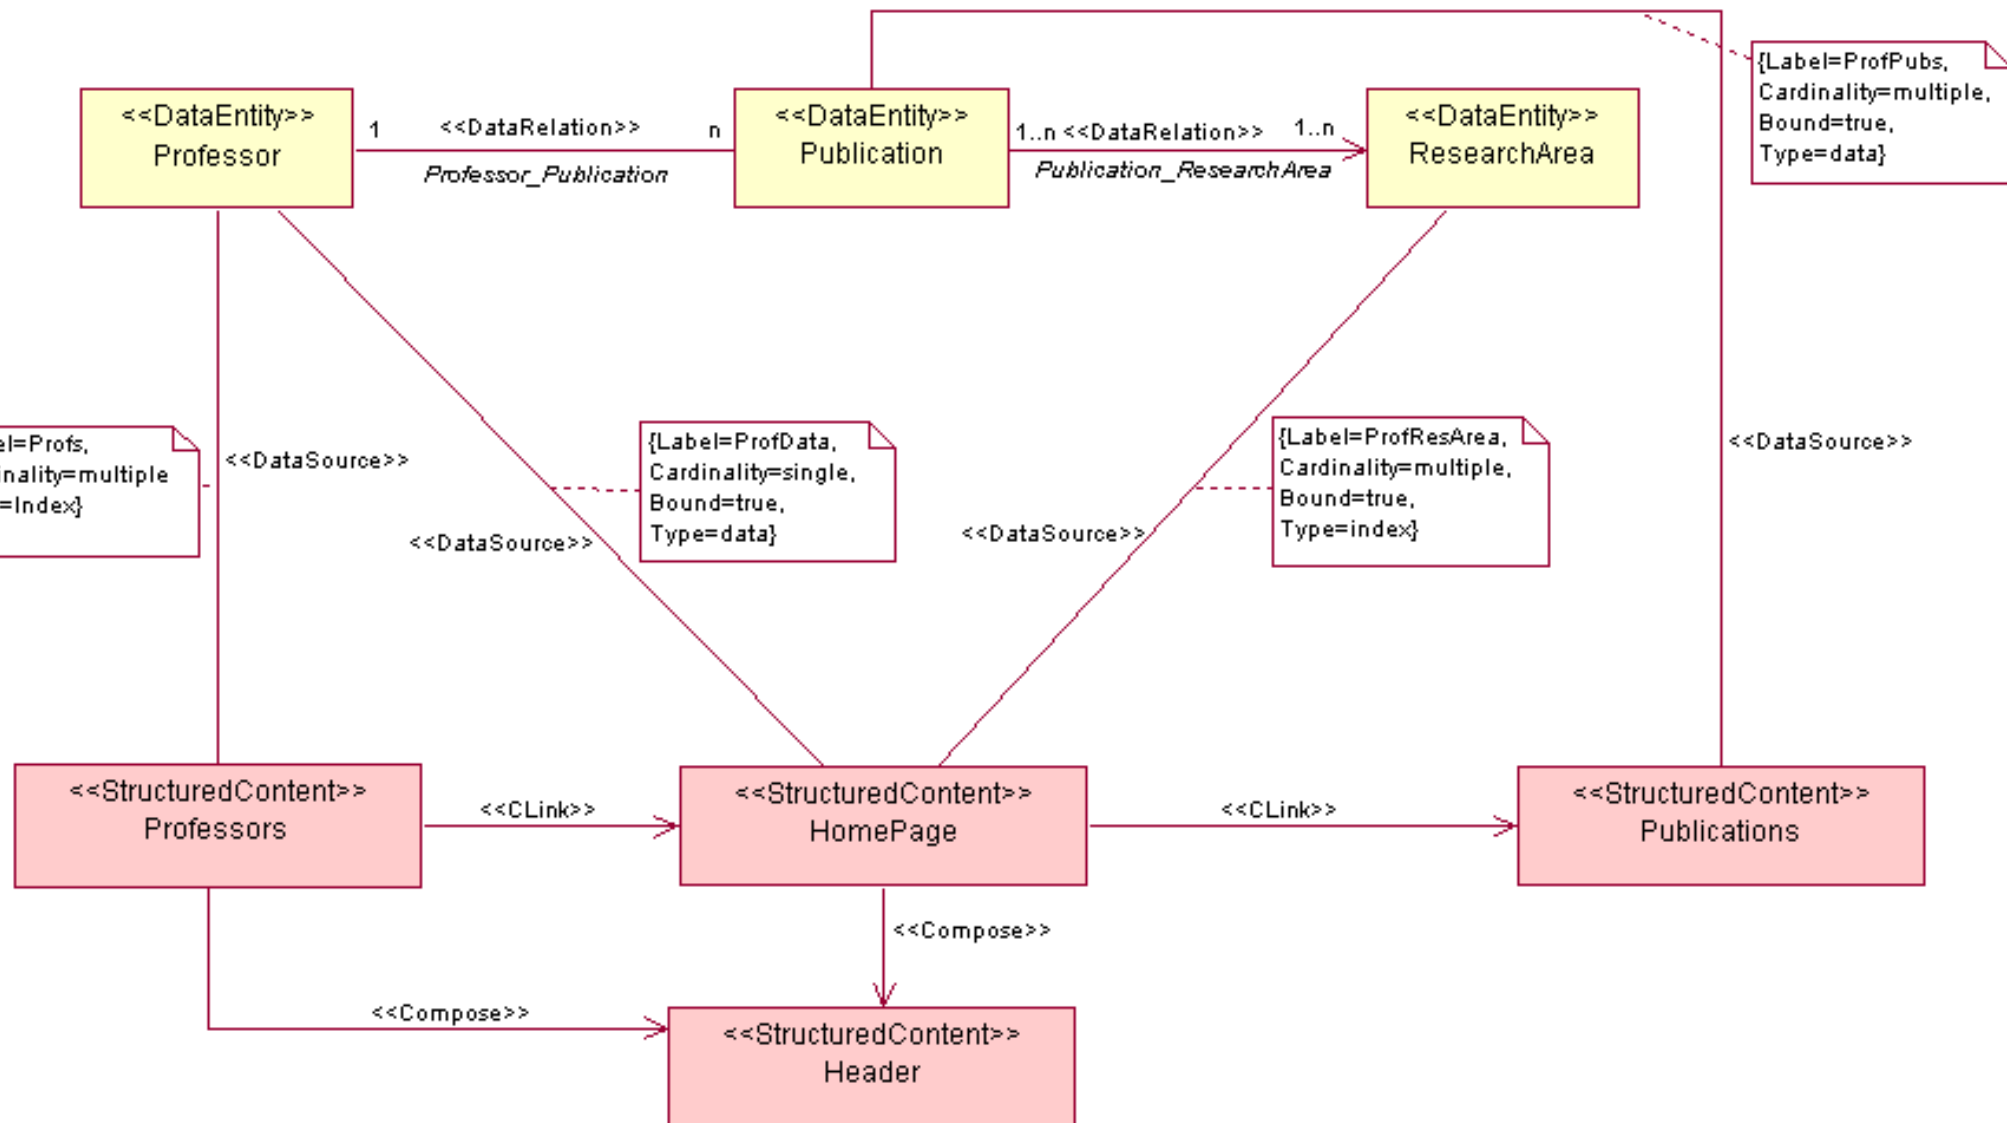 {Label=ProfPubs,
Cardinality=multiple,
Bound=true,
Type=data}
<<DataEntity>>
Professor
1 <<DataRelation>> n
Professor_Publication
<<DataEntity>>
Publication
1..n <<DataRelation>> 1..n
Publication_ResearchArea
<<DataEntity>>
ResearchArea
el=Profs,
inality=multiple
=Index}
<<DataSource>>
{Label=ProfData,
Cardinality=single,
Bound=true,
Type=data}
<<DataSource>>
{Label=ProfResArea,
Cardinality=multiple,
Bound=true,
Type=index}
<<DataSource>>
<<DataSource>>
<<StructuredContent>>
Professors
<<CLink>>
<<StructuredContent>>
HomePage
<<CLink>>
<<StructuredContent>>
Publications
<<Compose>>
<<Compose>>
<<StructuredContent>>
Header